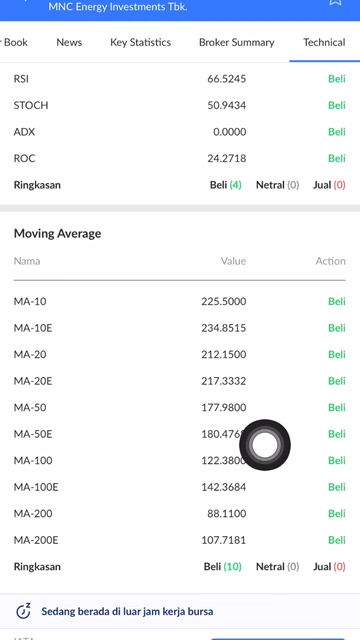 MNC Energy Investments Tbk.
Book News Key Statistics Broker Summary Technical
RSI 66.5245 Beli
STOCH 50.9434 Beli
ADX 0.0000 Beli
ROC 24.2718 Beli
Ringkasan Beli (4) Netral (0) Jual (0)
Moving Average
Nama Value Action
MA-10 225.5000 Beli
MA-10E 234.8515 Beli
MA-20 212.1500 Beli
MA-20E 217.3332 Beli
MA-50 177.9800 Beli
MA-50E Beli
MA-100 122.3800 Beli
MA-100E 142.3684 Beli
MA-200 88.1100 Beli
MA-200E 107.7181 Beli
Ringkasan Beli (10) Netral (0) Jual (0)
Sedang berada di luar jam kerja bursa